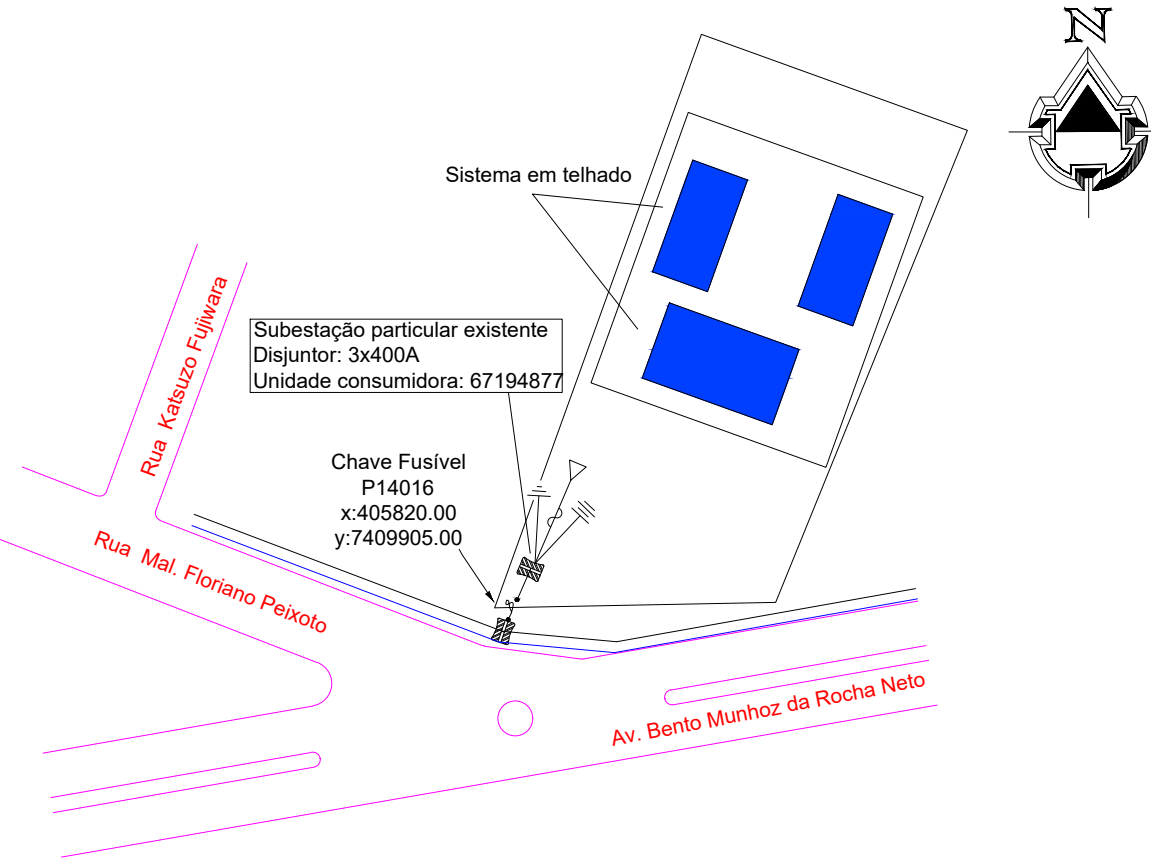 N
Sistema em telhado
Rua Katsuzo Fujiwara
Subestação particular existente
Disjuntor: 3x400A
Unidade consumidora: 67194877
Chave Fusível
P14016
x:405820.00
y:7409905.00
Rua Mal. Floriano Peixoto
Av. Bento Munhoz da Rocha Neto